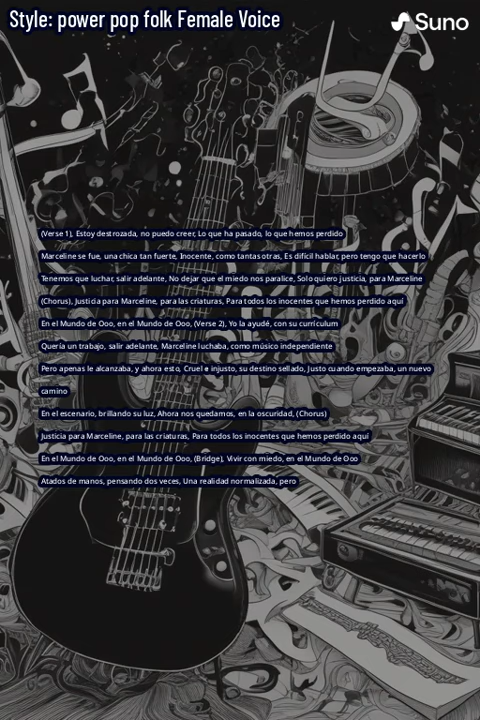 Style: power pop folk Female Voice
Suno
(Verse 1), Estoy destrozada, no puedo creer, Lo que ha pasado, lo que hemos perdido
Marceline se fue, una chica tan fuerte, Inocente, como tantas otras, Es difícil hablar, pero tengo que hacerlo
Tenemos que luchar, salir adelante, No dejar que el miedo nos paralice, Solo quiero justicia, para Marceline
(Chorus), Justicia para Marceline, para las criaturas, Para todos los inocentes que hemos perdido aquí
En el Mundo de Ooo, en el Mundo de Ooo, (Verse 2), Yo la ayudé, con su currículum
Quería un trabajo, salir adelante, Marceline luchaba, como músico independiente
Pero apenas le alcanzaba, y ahora esto, Cruel e injusto, su destino sellado, Justo cuando empezaba, un nuevo
camino
En el escenario, brillando su luz, Ahora nos quedamos, en la oscuridad, (Chorus)
Justicia para Marceline, para las criaturas, Para todos los inocentes que hemos perdido aquí
En el Mundo de Ooo, en el Mundo de Ooo, (Bridge), Vivir con miedo, en el Mundo de Ooo
Atados de manos, pensando dos veces, Una realidad normalizada, pero